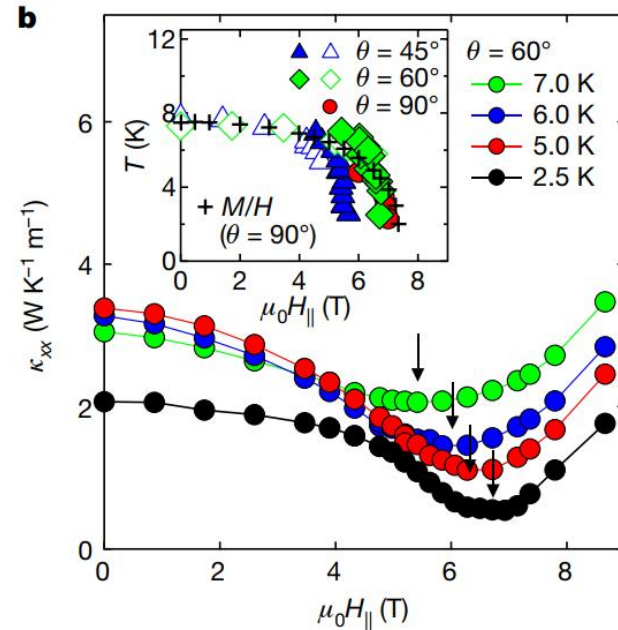 b
12
8
4
0
T (K)
θ = 45°
θ = 60°
θ = 90°
+ M/H
(θ = 90°)
0 2 4 6 8
μ₀H∥ (T)
θ = 60°
7.0 K
6.0 K
5.0 K
2.5 K
6
4
2
0
κxx (W K⁻¹ m⁻¹)
0 2 4 6 8
μ₀H∥ (T)